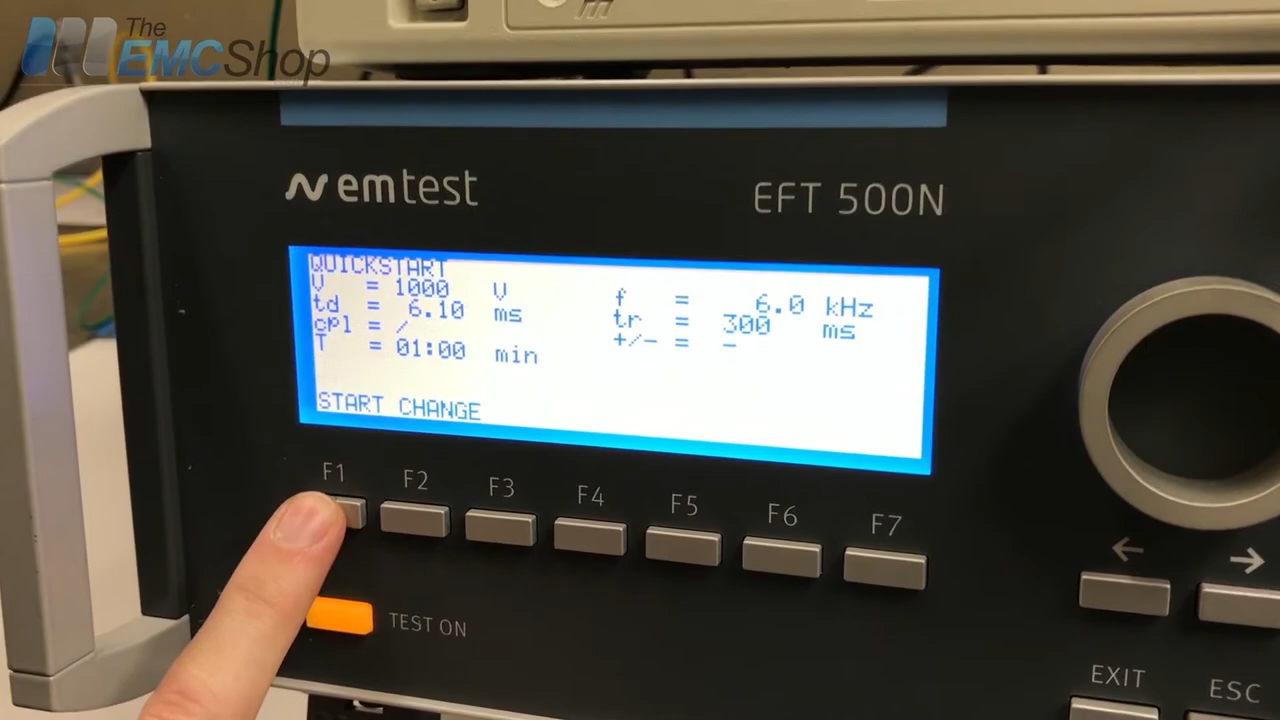 The
EMCShop
emtest
EFT 500N
QUICKSTART
V = 1000 V
f = 6.0 kHz
td = 6.10 ms
tr = 300 ms
cpl = /
+/- = -
T = 01:00 min
START CHANGE
F1
F2
F3
F4
F5
F6
F7
←
→
TEST ON
EXIT
ESC